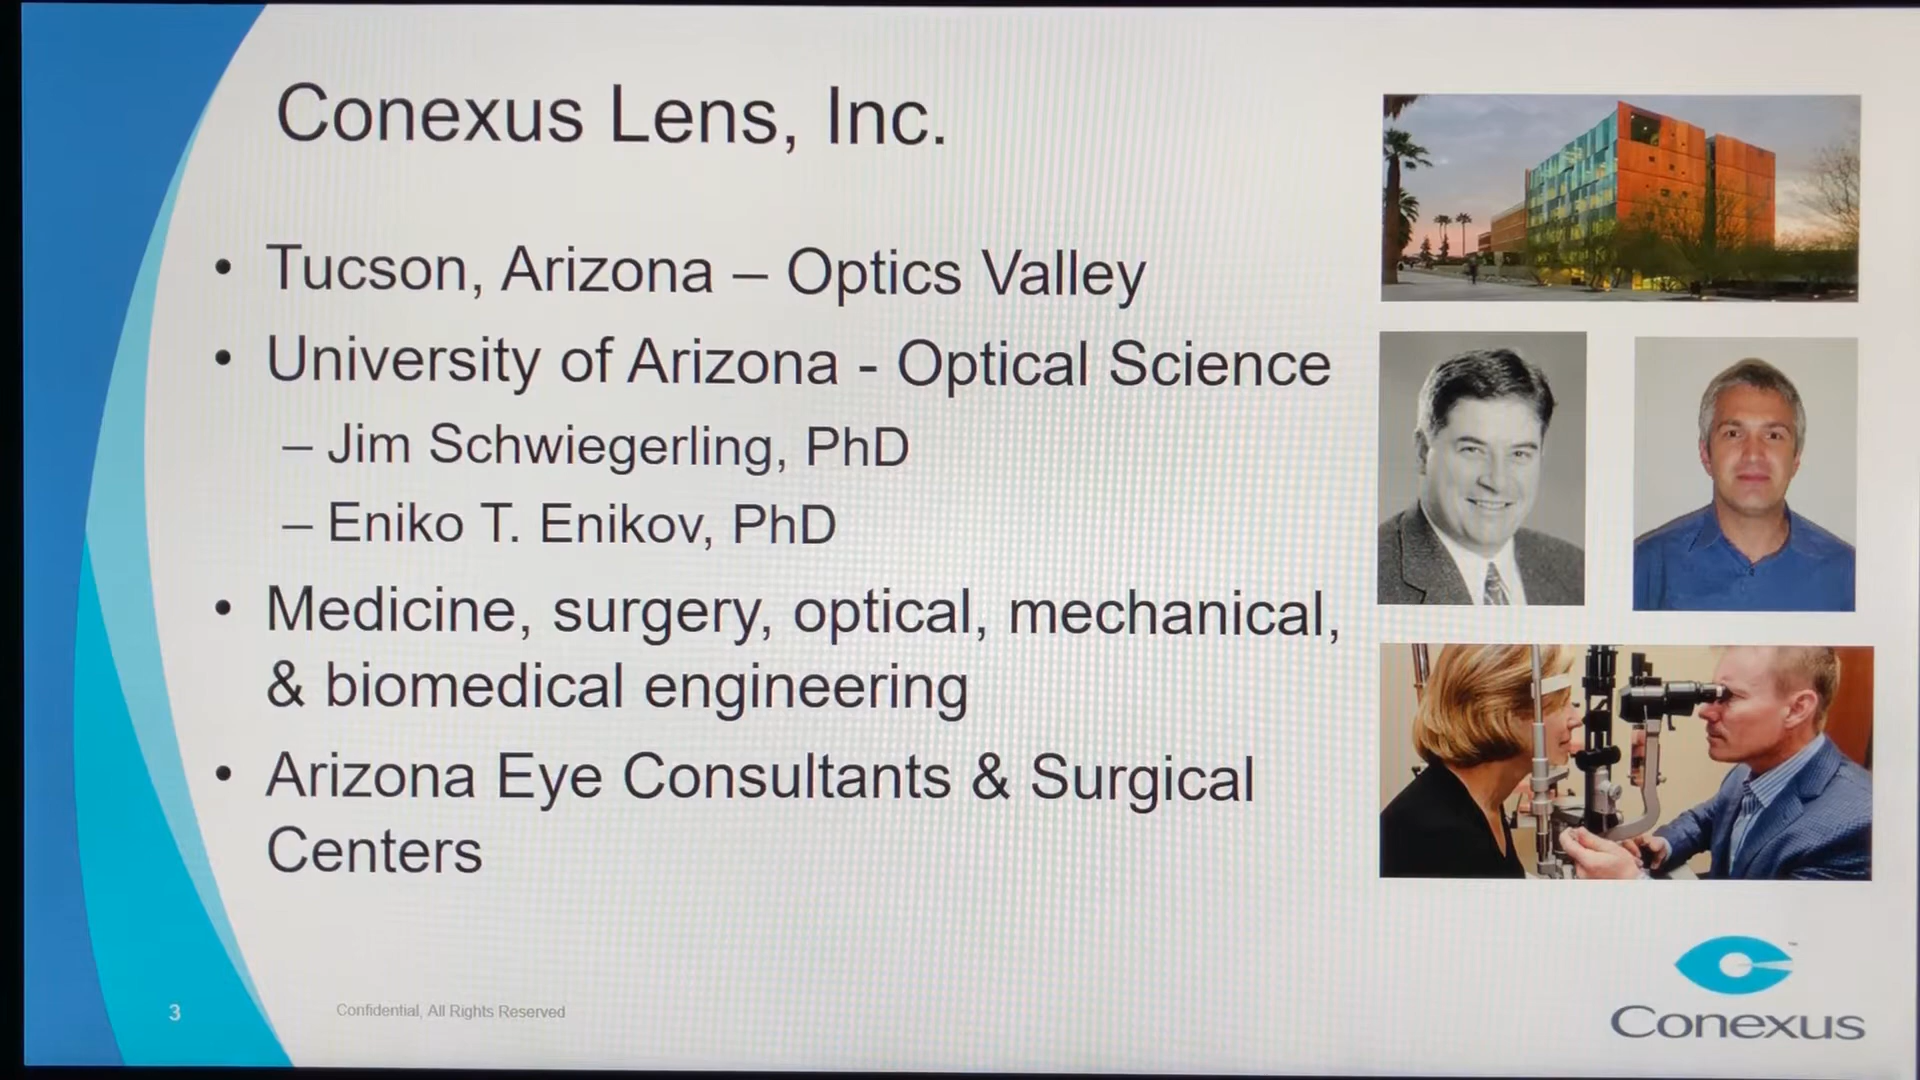 Conexus Lens, Inc.
• Tucson, Arizona – Optics Valley
• University of Arizona - Optical Science
– Jim Schwiegerling, PhD
– Eniko T. Enikov, PhD
• Medicine, surgery, optical, mechanical,
& biomedical engineering
• Arizona Eye Consultants & Surgical
Centers
3
Confidential, All Rights Reserved
Conexus